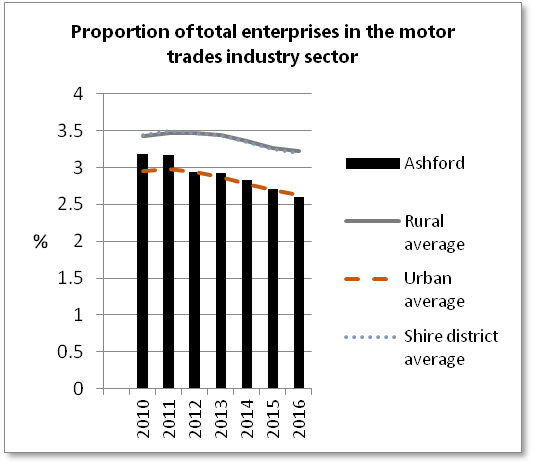 Proportion of total enterprises in the motor
trades industry sector
4
3.5
3
2.5
2
1.5
1
0.5
0
%
2010
2011
2012
2013
2014
2015
2016
Ashford
Rural
average
Urban
average
Shire district
average